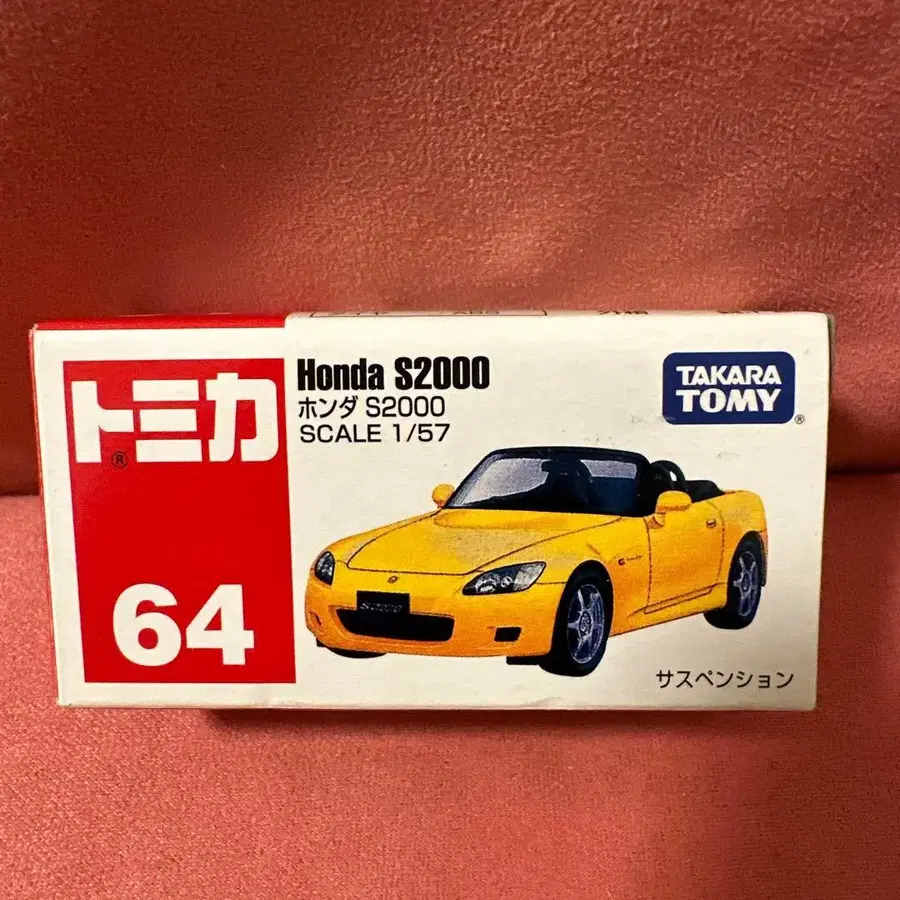 トミカ
®
64
Honda S2000
ホンダ S2000
SCALE 1/57
TAKARA
TOMY
®
S2000
サスペンション